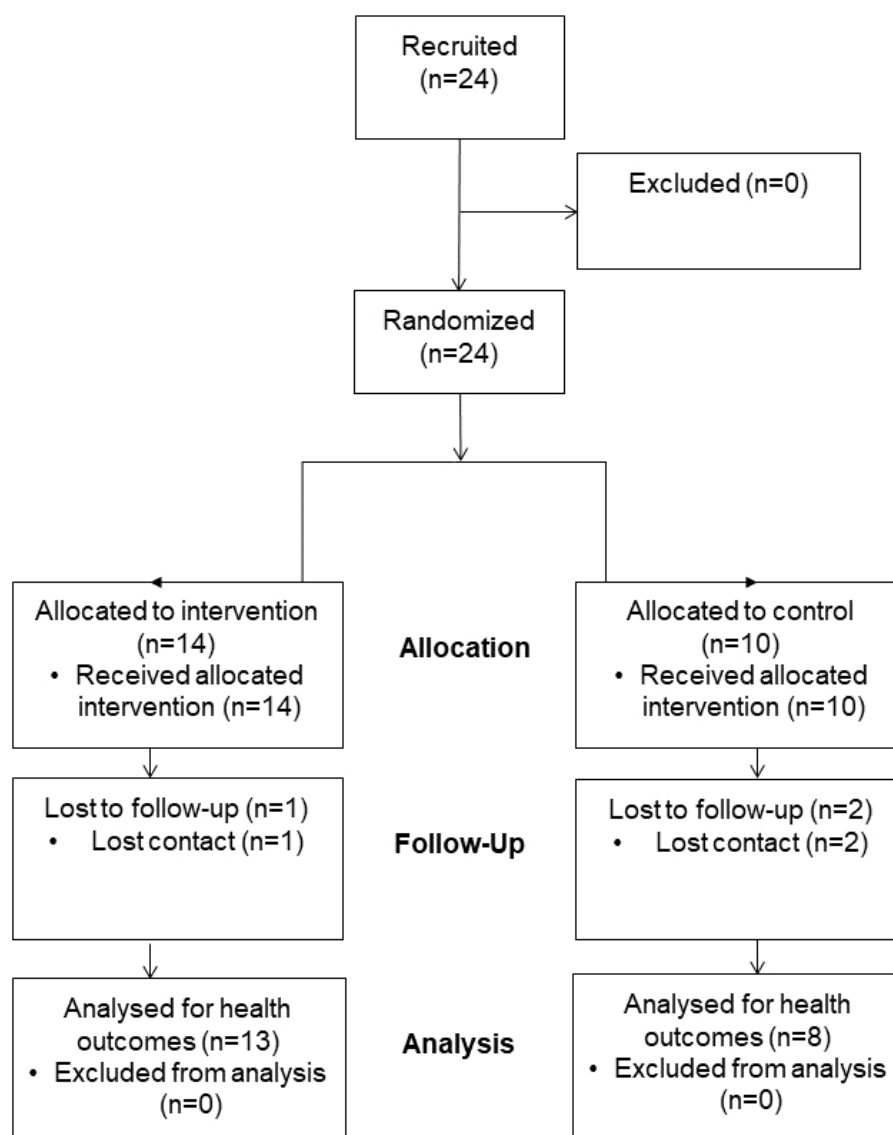 Recruited
(n=24)
Excluded (n=0)
Randomized
(n=24)
Allocated to intervention
(n=14)
• Received allocated
intervention (n=14)
Allocation
Allocated to control
(n=10)
• Received allocated
intervention (n=10)
Lost to follow-up (n=1)
• Lost contact (n=1)
Follow-Up
Lost to follow-up (n=2)
• Lost contact (n=2)
Analysed for health
outcomes (n=13)
• Excluded from analysis
(n=0)
Analysis
Analysed for health
outcomes (n=8)
• Excluded from analysis
(n=0)